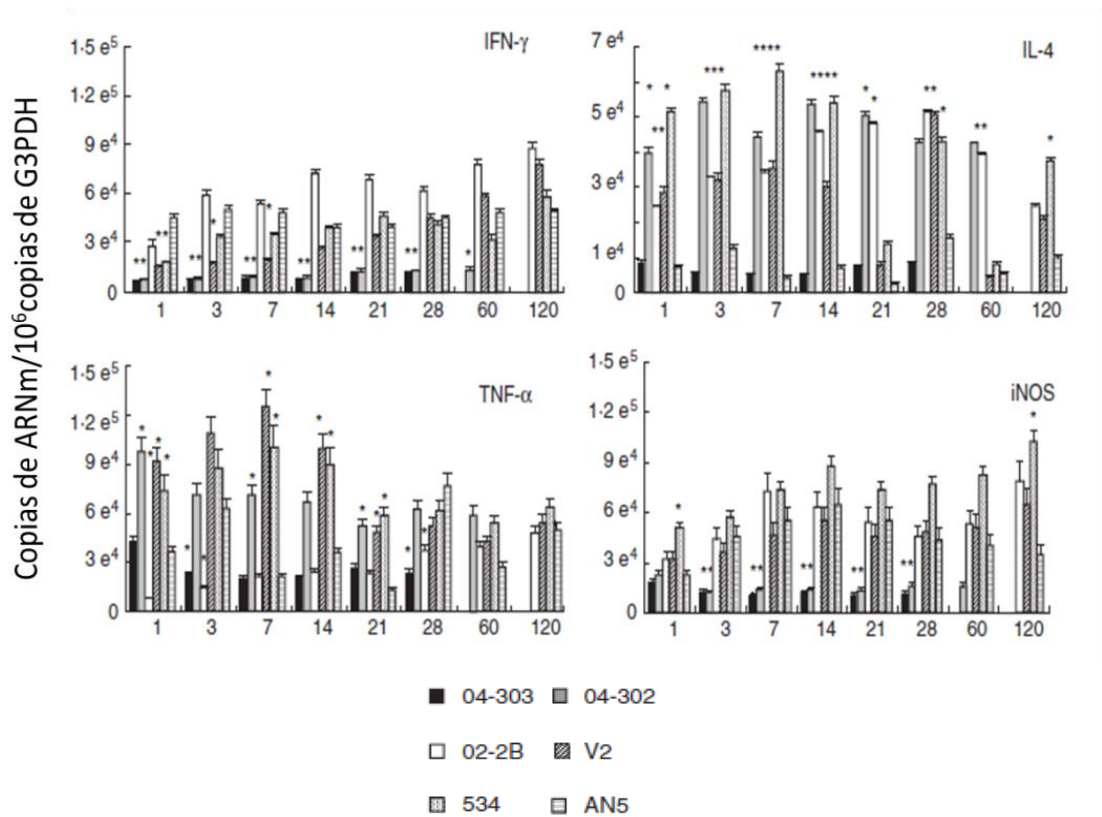 Copias de ARNm/10⁶copias de G3PDH
IFN-γ
1·5 e⁵
1·2 e⁵
9 e⁴
6 e⁴
3 e⁴
0
** ** ** * ** * ** ** ** *
1 3 7 14 21 28 60 120
IL-4
7 e⁴
5 e⁴
3 e⁴
1 e⁴
0
* ** * *** **** **** * * ** * ** *
1 3 7 14 21 28 60 120
TNF-α
1·5 e⁵
1·2 e⁵
9 e⁴
6 e⁴
3 e⁴
0
* * * * * * * * * * * * * * * * *
1 3 7 14 21 28 60 120
iNOS
1·5 e⁵
1·2 e⁵
9 e⁴
6 e⁴
3 e⁴
0
* ** ** ** ** ** *
1 3 7 14 21 28 60 120
04-303 04-302
02-2B V2
534 AN5